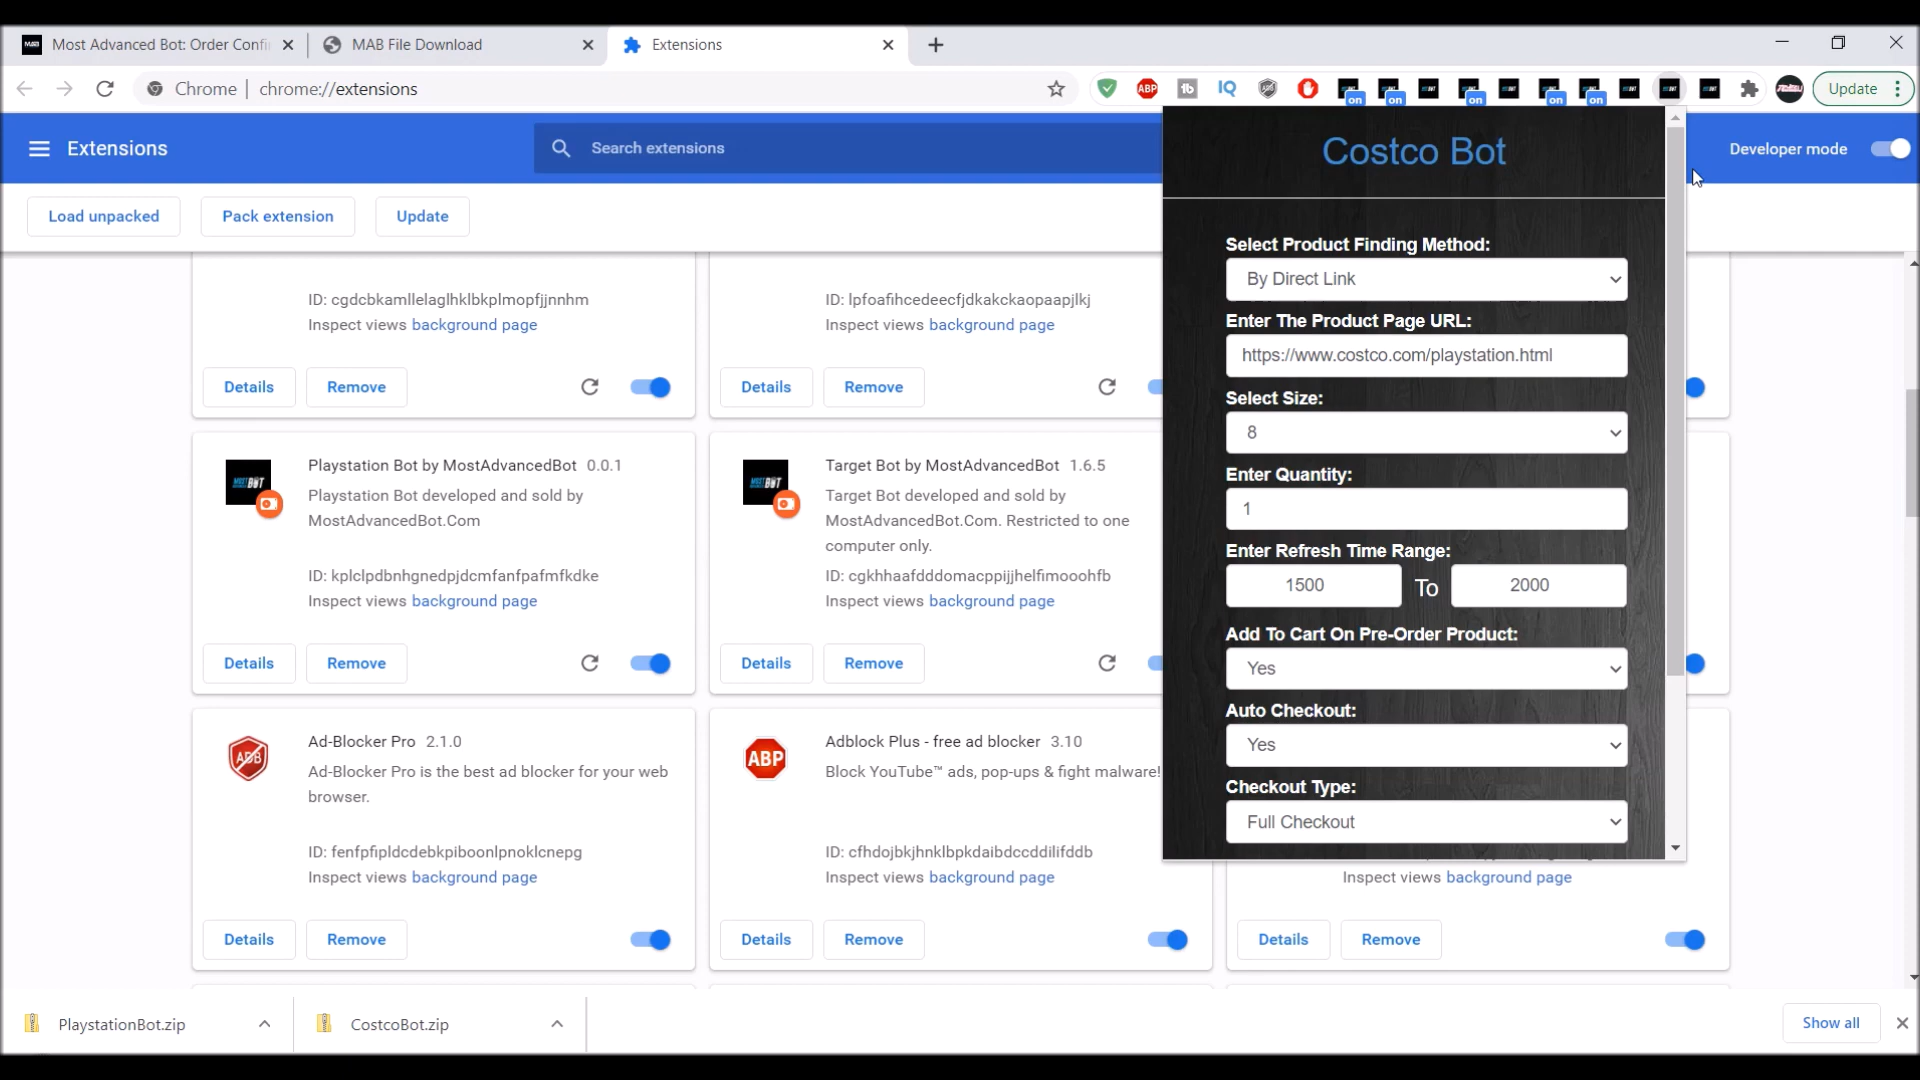 Most Advanced Bot: Order Confi
MAB File Download
Extensions
Chrome | chrome://extensions
ABP
IQ
on on on on on
Update
Extensions
Search extensions
Developer mode
Load unpacked
Pack extension
Update
ID: cgdcbkamllelaglhklbkplmopfjjnnhm
Inspect views background page
Details
Remove
ID: lpfoafihcedeecfjdkakckaopaapjlkj
Inspect views background page
Details
Remove
Playstation Bot by MostAdvancedBot 0.0.1
Playstation Bot developed and sold by
MostAdvancedBot.Com
ID: kplclpdbnhgnedpjdcmfanfpafmfkdke
Inspect views background page
Details
Remove
Target Bot by MostAdvancedBot 1.6.5
Target Bot developed and sold by
MostAdvancedBot.Com. Restricted to one
computer only.
ID: cgkhhaafdddomacppijjhelfimooohfb
Inspect views background page
Details
Remove
ADB
Ad-Blocker Pro 2.1.0
Ad-Blocker Pro is the best ad blocker for your web
browser.
ID: fenfpfipldcdebkpiboonlpnoklcnepg
Inspect views background page
Details
Remove
ABP
Adblock Plus - free ad blocker 3.10
Block YouTube™ ads, pop-ups & fight malware!
ID: cfhdojbkjhnklbpkdaibdccddilifddb
Inspect views background page
Details
Remove
Inspect views background page
Details
Remove
Costco Bot
Select Product Finding Method:
By Direct Link
Enter The Product Page URL:
https://www.costco.com/playstation.html
Select Size:
8
Enter Quantity:
1
Enter Refresh Time Range:
1500 To 2000
Add To Cart On Pre-Order Product:
Yes
Auto Checkout:
Yes
Checkout Type:
Full Checkout
PlaystationBot.zip
CostcoBot.zip
Show all